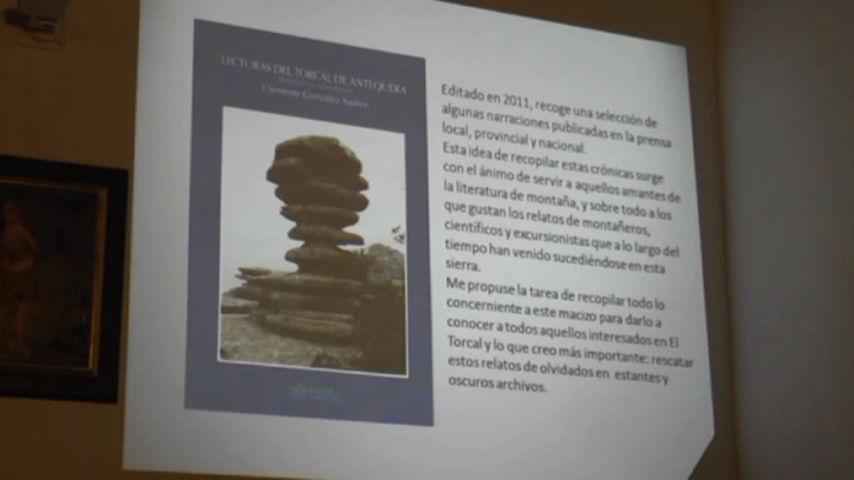 LECTURAS DEL TORCAL DE ANTEQUERA
Clemente González Suárez
Editado en 2011, recoge una selección de
algunas narraciones publicadas en la prensa
local, provincial y nacional.
Esta idea de recopilar estas crónicas surge
con el ánimo de servir a aquellos amantes de
la literatura de montaña, y sobre todo a los
que gustan los relatos de montañeros,
científicos y excursionistas que a lo largo del
tiempo han venido sucediéndose en esta
sierra.
Me propuse la tarea de recopilar todo lo
concerniente a este macizo para darlo a
conocer a todos aquellos interesados en El
Torcal y lo que creo más importante: rescatar
estos relatos de olvidados en estantes y
oscuros archivos.